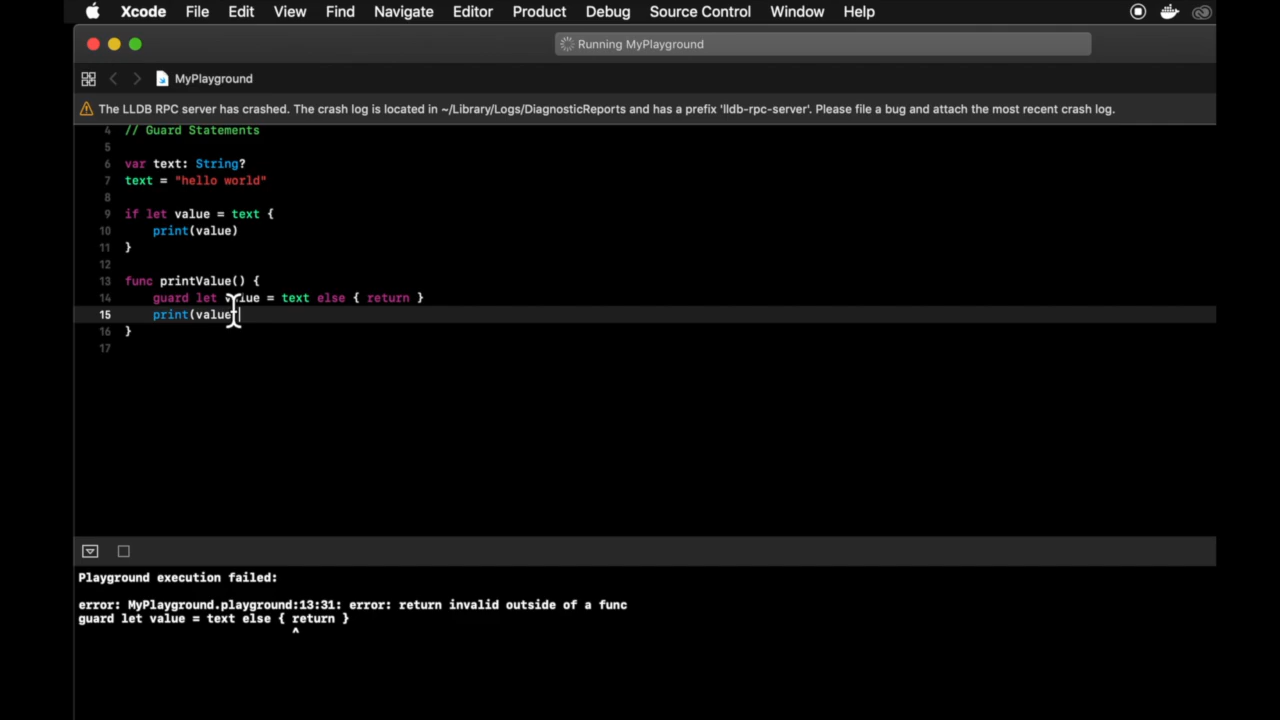 Xcode File Edit View Find Navigate Editor Product Debug Source Control Window Help
Running MyPlayground
MyPlayground
The LLDB RPC server has crashed. The crash log is located in ~/Library/Logs/DiagnosticReports and has a prefix 'lldb-rpc-server'. Please file a bug and attach the most recent crash log.
4 // Guard Statements
5
6 var text: String?
7 text = "hello world"
8
9 if let value = text {
10 print(value)
11 }
12
13 func printValue() {
14 guard let value = text else { return }
15 print(value
16 }
17
Playground execution failed:
error: MyPlayground.playground:13:31: error: return invalid outside of a func
guard let value = text else { return }
^